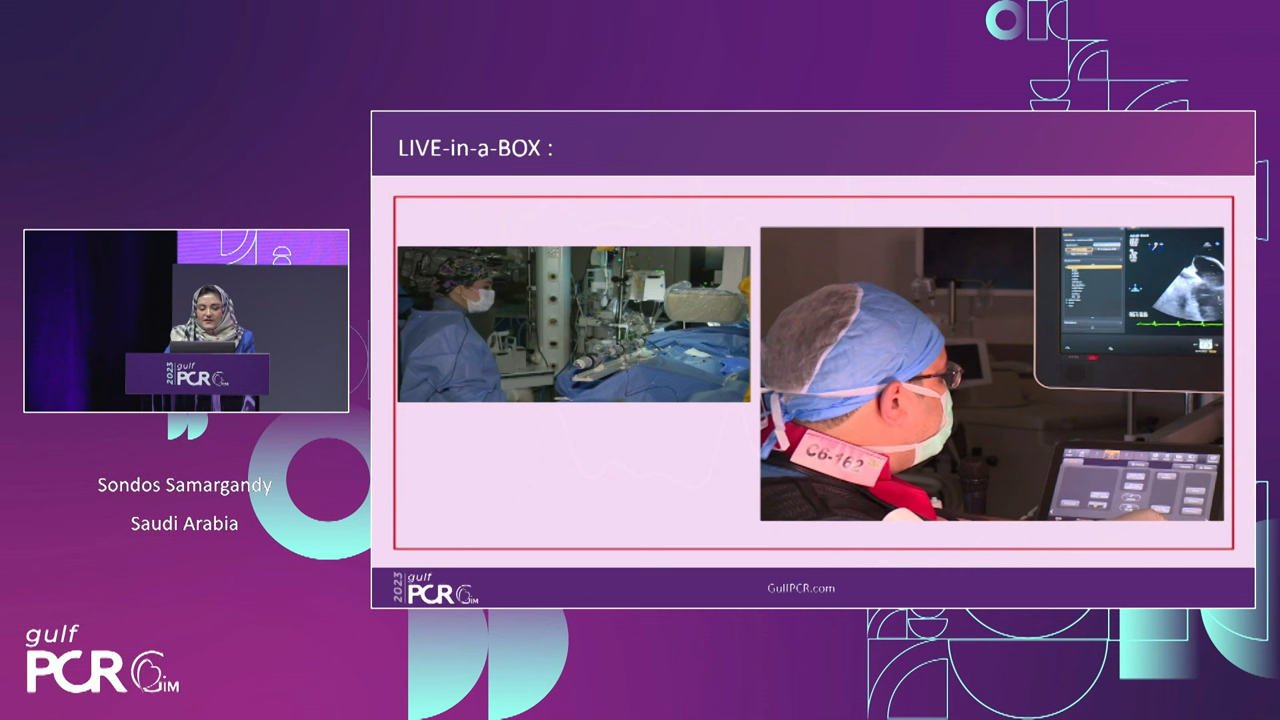 LIVE-in-a-BOX :
C6-162
2023 gulf
PCR GIM
Sondos Samargandy
Saudi Arabia
2023 gulf
PCR GIM
GulfPCR.com
gulf
PCR GIM